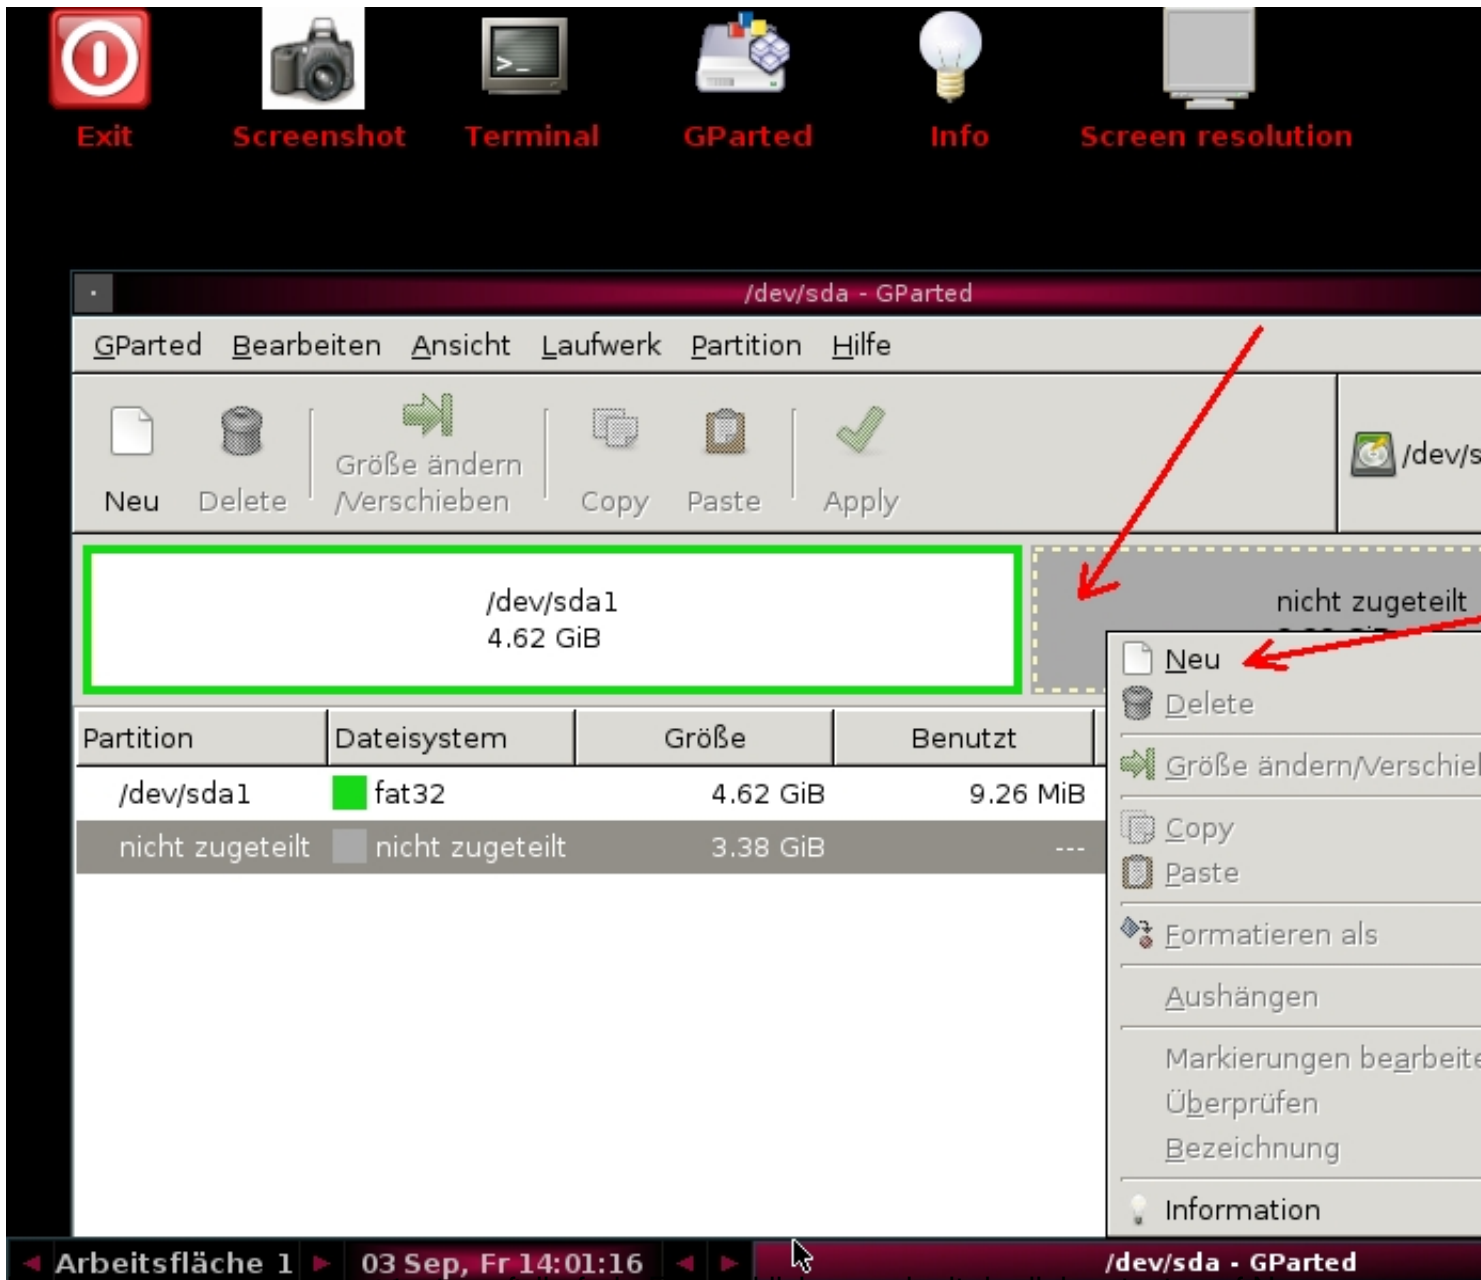 Exit Screenshot Terminal GParted Info Screen resolution
/dev/sda - GParted
GParted Bearbeiten Ansicht Laufwerk Partition Hilfe
Neu Delete Größe ändern
/Verschieben Copy Paste Apply
/dev/s
/dev/sda1
4.62 GiB
nicht zugeteilt
Neu
Delete
Größe ändern/Verschie
Copy
Paste
Formatieren als
Aushängen
Markierungen bearbeite
Überprüfen
Bezeichnung
Information
Partition Dateisystem Größe Benutzt
/dev/sda1 fat32 4.62 GiB 9.26 MiB
nicht zugeteilt nicht zugeteilt 3.38 GiB ---
Arbeitsfläche 1 03 Sep, Fr 14:01:16 /dev/sda - GParted